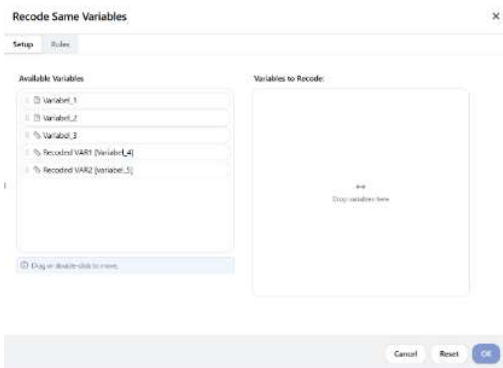 Recode Same Variables
Setup Rules
Available Variables
Variables to Recode:
Variabel_1
Variabel_2
Variabel_3
Recoded VAR1 [Variabel_4]
Recoded VAR2 [variabel_5]
Drop variables here
Drag or double-click to move.
Cancel Reset OK